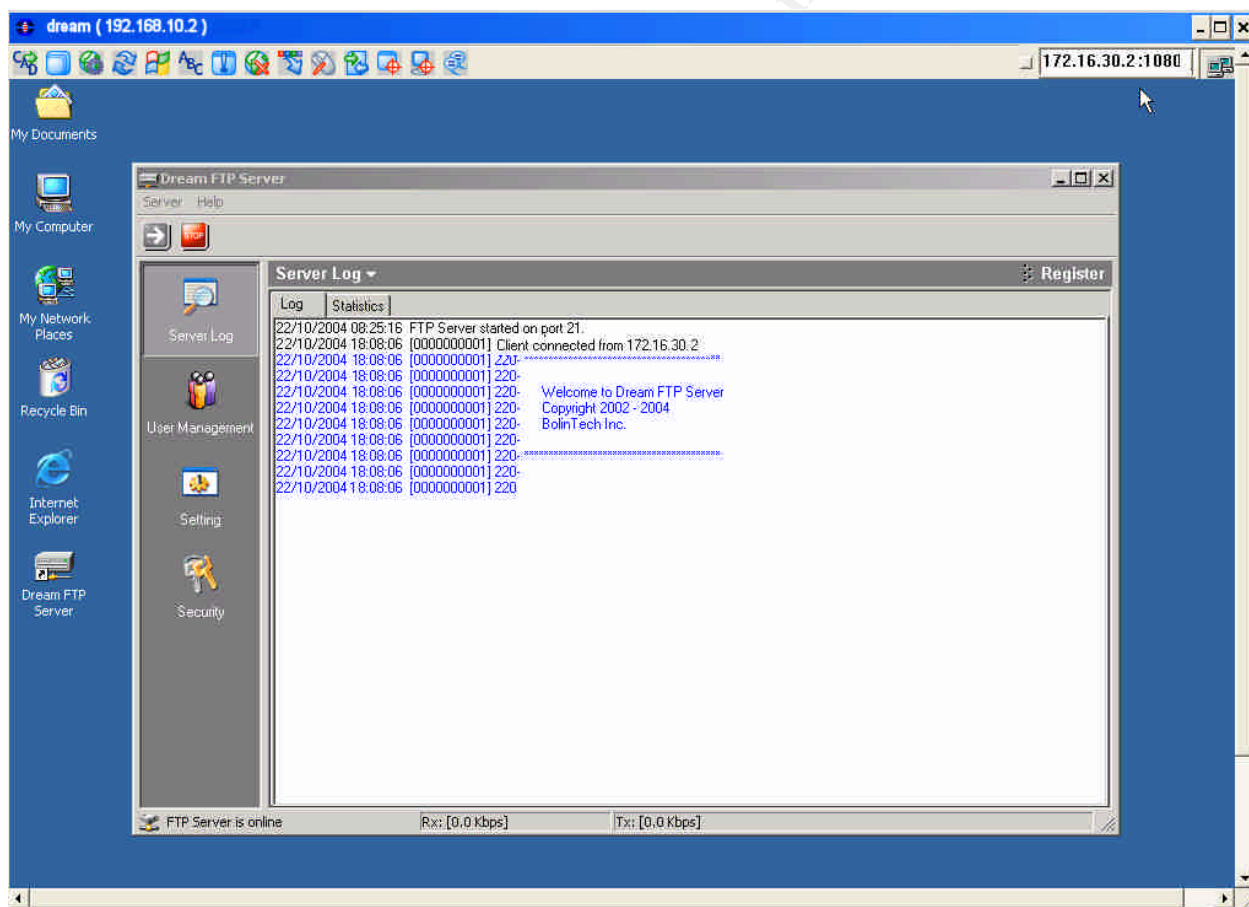 dream ( 192.168.10.2 )
172.16.30.2:1080
My Documents
My Computer
My Network
Places
Recycle Bin
Internet
Explorer
Dream FTP
Server
Dream FTP Server
Server Help
Server Log
User Management
Setting
Security
Server Log
Register
Log Statistics
22/10/2004 08:25:16 FTP Server started on port 21.
22/10/2004 18:08:06 [0000000001] Client connected from 172.16.30.2
22/10/2004 18:08:06 [0000000001] 220-
22/10/2004 18:08:06 [0000000001] 220-
22/10/2004 18:08:06 [0000000001] 220- Welcome to Dream FTP Server
22/10/2004 18:08:06 [0000000001] 220- Copyright 2002 - 2004
22/10/2004 18:08:06 [0000000001] 220- BolinTech Inc.
22/10/2004 18:08:06 [0000000001] 220-
22/10/2004 18:08:06 [0000000001] 220-
22/10/2004 18:08:06 [0000000001] 220-
22/10/2004 18:08:06 [0000000001] 220
FTP Server is online Rx: [0.0 Kbps] Tx: [0.0 Kbps]